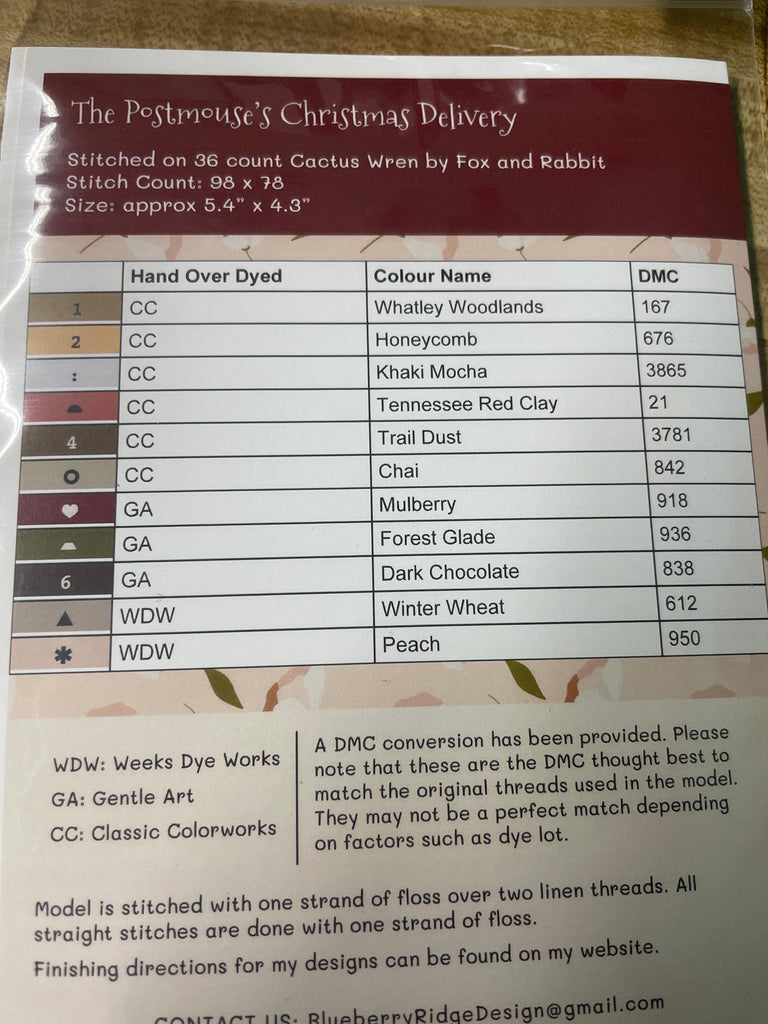 The Postmouse's Christmas Delivery
Stitched on 36 count Cactus Wren by Fox and Rabbit
Stitch Count: 98 x 78
Size: approx 5.4" x 4.3"
Hand Over Dyed Colour Name DMC
1 CC Whatley Woodlands 167
2 CC Honeycomb 676
: CC Khaki Mocha 3865
CC Tennessee Red Clay 21
4 CC Trail Dust 3781
CC Chai 842
♥ GA Mulberry 918
GA Forest Glade 936
6 GA Dark Chocolate 838
▲ WDW Winter Wheat 612
✱ WDW Peach 950
WDW: Weeks Dye Works
GA: Gentle Art
CC: Classic Colorworks
A DMC conversion has been provided. Please
note that these are the DMC thought best to
match the original threads used in the model.
They may not be a perfect match depending
on factors such as dye lot.
Model is stitched with one strand of floss over two linen threads. All
straight stitches are done with one strand of floss.
Finishing directions for my designs can be found on my website.
CONTACT US: BlueberryRidgeDesign@gmail.com